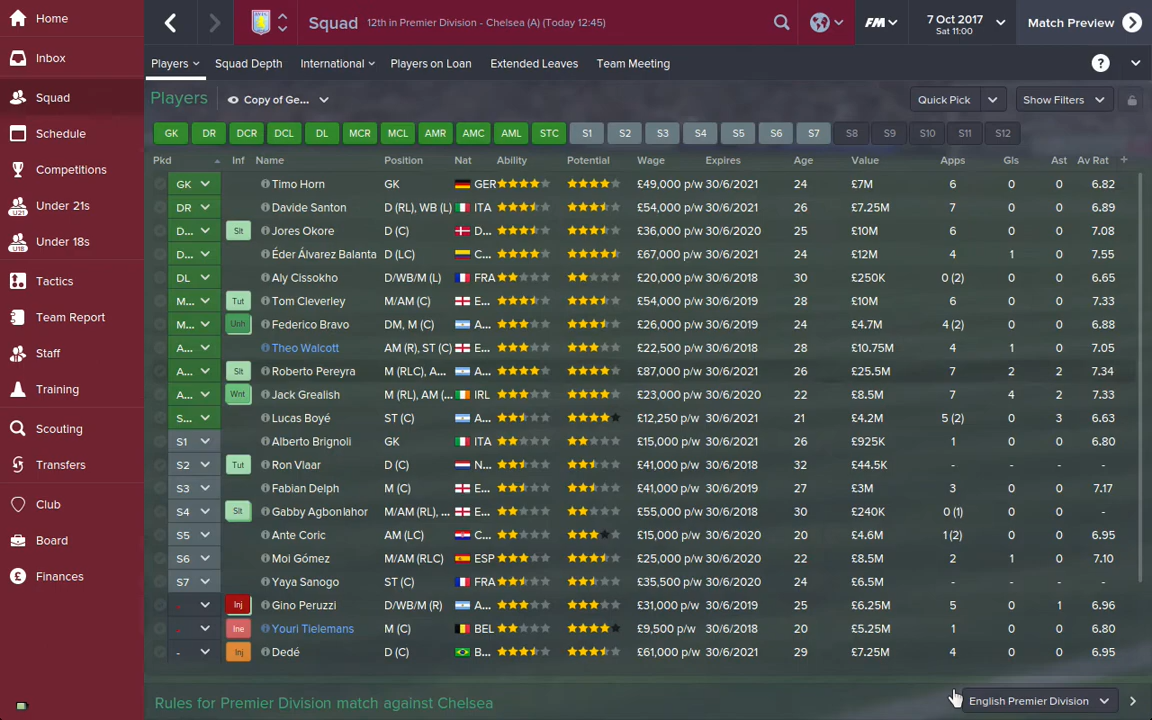 Home
Inbox
Squad
Schedule
Competitions
U21 Under 21s
U18 Under 18s
Tactics
Team Report
Staff
Training
Scouting
Transfers
Club
Board
£ Finances
Squad 12th in Premier Division - Chelsea (A) (Today 12:45)
FM
7 Oct 2017
Sat 11:00
Match Preview
Players Squad Depth International Players on Loan Extended Leaves Team Meeting ?
Players Copy of Ge... Quick Pick Show Filters
GK DR DCR DCL DL MCR MCL AMR AMC AML STC S1 S2 S3 S4 S5 S6 S7 S8 S9 S10 S11 S12
Pkd Inf Name Position Nat Ability Potential Wage Expires Age Value Apps Gls Ast Av Rat +
GK Timo Horn GK GER £49,000 p/w 30/6/2021 24 £7M 6 0 0 6.82
DR Davide Santon D (RL), WB (L) ITA £54,000 p/w 30/6/2021 26 £7.25M 7 0 0 6.89
D... Slt Jores Okore D (C) D... £36,000 p/w 30/6/2020 25 £10M 6 0 0 7.08
D... Éder Álvarez Balanta D (LC) C... £67,000 p/w 30/6/2021 24 £12M 4 1 0 7.55
DL Aly Cissokho D/WB/M (L) FRA £20,000 p/w 30/6/2018 30 £250K 0 (2) 0 0 6.65
M... Tut Tom Cleverley M/AM (C) E... £54,000 p/w 30/6/2019 28 £10M 6 0 0 7.33
M... Unh Federico Bravo DM, M (C) A... £26,000 p/w 30/6/2019 24 £4.7M 4 (2) 0 0 6.88
A... Theo Walcott AM (R), ST (C) E... £22,500 p/w 30/6/2018 28 £10.75M 4 1 0 7.05
A... Slt Roberto Pereyra M (RLC), A... A... £87,000 p/w 30/6/2021 26 £25.5M 7 2 2 7.34
A... Wnt Jack Grealish M (RL), AM (... IRL £23,000 p/w 30/6/2020 22 £8.5M 7 4 2 7.33
S... Lucas Boyé ST (C) A... £12,250 p/w 30/6/2021 21 £4.2M 5 (2) 0 3 6.63
S1 Alberto Brignoli GK ITA £15,000 p/w 30/6/2021 26 £925K 1 0 0 6.80
S2 Tut Ron Vlaar D (C) N... £41,000 p/w 30/6/2018 32 £44.5K - - - -
S3 Fabian Delph M (C) E... £41,000 p/w 30/6/2019 27 £3M 3 0 0 7.17
S4 Slt Gabby Agbonlahor M/AM (RL), ... E... £55,000 p/w 30/6/2018 30 £240K 0 (1) 0 0 -
S5 Ante Coric AM (LC) C... £15,000 p/w 30/6/2020 20 £4.6M 1 (2) 0 0 6.95
S6 Moi Gómez M/AM (RLC) ESP £25,000 p/w 30/6/2020 22 £8.5M 2 1 0 7.10
S7 Yaya Sanogo ST (C) FRA £35,500 p/w 30/6/2020 24 £6.5M - - - -
- Inj Gino Peruzzi D/WB/M (R) A... £31,000 p/w 30/6/2019 25 £6.25M 5 0 1 6.96
- Ine Youri Tielemans M (C) BEL £9,500 p/w 30/6/2018 20 £5.25M 1 0 0 6.80
- Inj Dedé D (C) B... £61,000 p/w 30/6/2021 29 £7.25M 4 0 0 6.95
Rules for Premier Division match against Chelsea English Premier Division